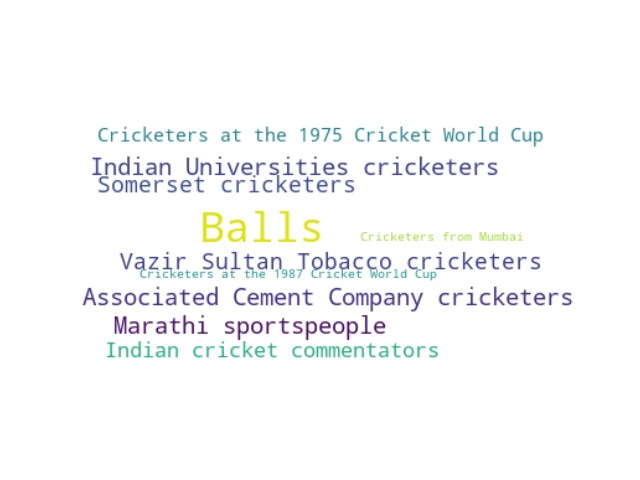 Cricketers at the 1975 Cricket World Cup
Indian Universities cricketers
Somerset cricketers
Balls
Cricketers from Mumbai
Vazir Sultan Tobacco cricketers
Cricketers at the 1987 Cricket World Cup
Associated Cement Company cricketers
Marathi sportspeople
Indian cricket commentators